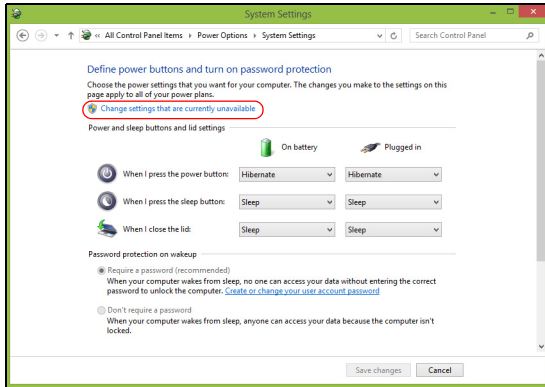 System Settings
« All Control Panel Items Power Options System Settings
Search Control Panel
Define power buttons and turn on password protection
Choose the power settings that you want for your computer. The changes you make to the settings on this
page apply to all of your power plans.
Change settings that are currently unavailable
Power and sleep buttons and lid settings
On battery Plugged in
When I press the power button: Hibernate Hibernate
When I press the sleep button: Sleep Sleep
When I close the lid: Sleep Sleep
Password protection on wakeup
Require a password (recommended)
When your computer wakes from sleep, no one can access your data without entering the correct
password to unlock the computer. Create or change your user account password
Don't require a password
When your computer wakes from sleep, anyone can access your data because the computer isn't
locked.
Save changes Cancel